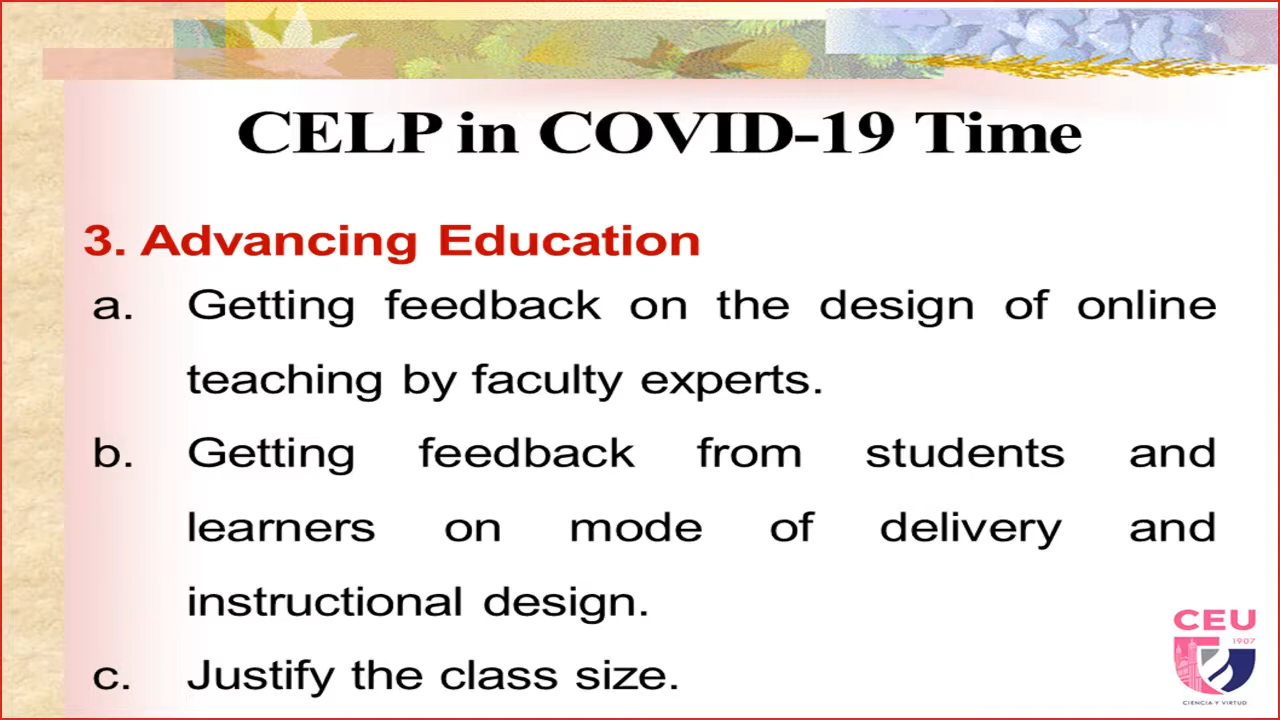 CELP in COVID-19 Time
3. Advancing Education
a. Getting feedback on the design of online
teaching by faculty experts.
b. Getting feedback from students and
learners on mode of delivery and
instructional design.
c. Justify the class size.
CEU
1907
CIENCIA Y VIRTUD